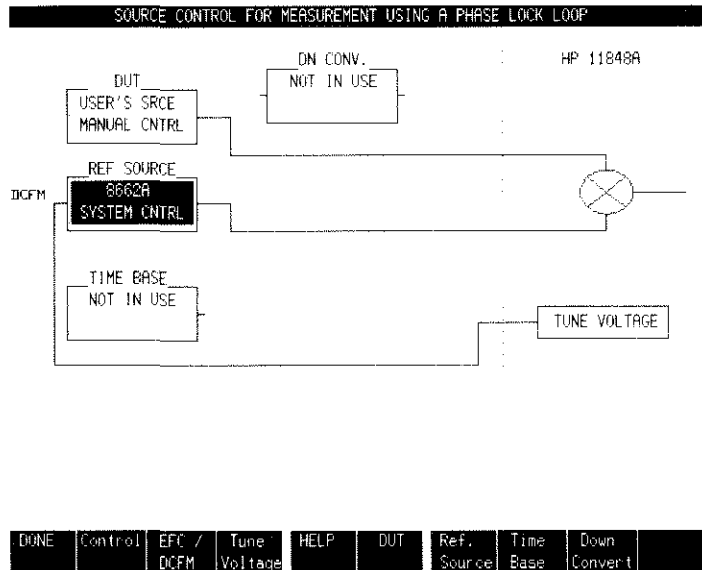 SOURCE CONTROL FOR MEASUREMENT USING A PHASE LOCK LOOP
DN CONV.
NOT IN USE
HP 11848A
DUT
USER'S SRCE
MANUAL CNTRL
REF SOURCE
8662A
SYSTEM CNTRL
DCFM
TIME BASE
NOT IN USE
TUNE VOLTAGE
DONE
Control
EFC /
DCFM
Tune
Voltage
HELP
DUT
Ref.
Source
Time
Base
Down
Convert